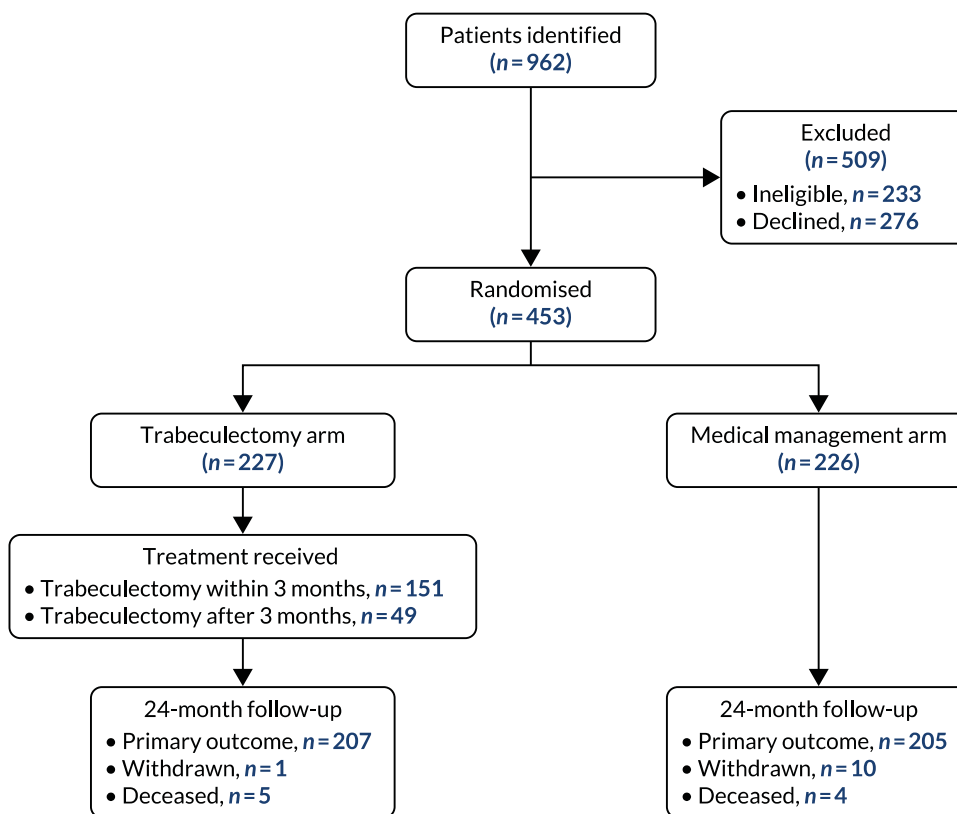 Patients identified
(n=962)
Excluded
(n=509)
• Ineligible, n=233
• Declined, n=276
Randomised
(n=453)
Trabeculectomy arm
(n=227)
Medical management arm
(n=226)
Treatment received
• Trabeculectomy within 3 months, n=151
• Trabeculectomy after 3 months, n=49
24-month follow-up
• Primary outcome, n=207
• Withdrawn, n=1
• Deceased, n=5
24-month follow-up
• Primary outcome, n=205
• Withdrawn, n=10
• Deceased, n=4